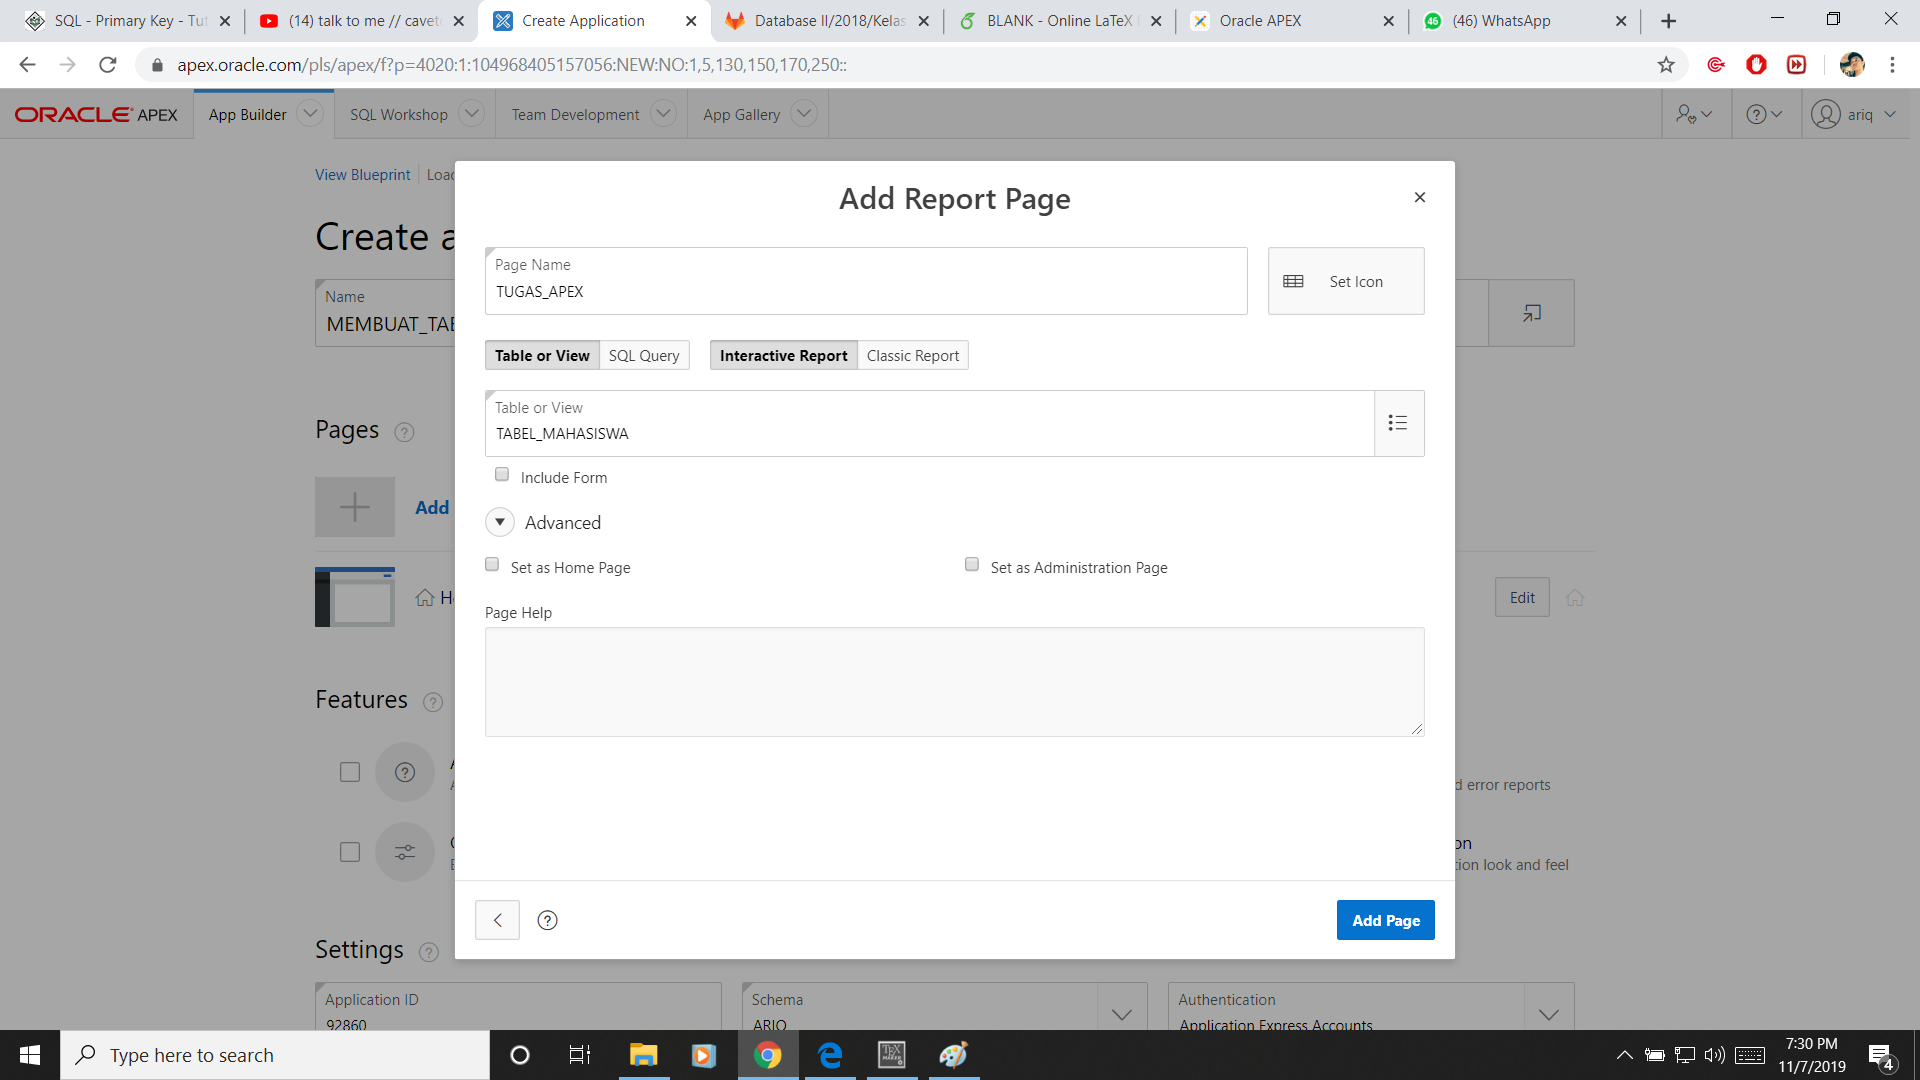 SQL - Primary Key - Tut
(14) talk to me // cavet
Create Application
Database II/2018/Kelas
BLANK - Online LaTeX
Oracle APEX
46
(46) WhatsApp
apex.oracle.com/pls/apex/f?p=4020:1:104968405157056:NEW:NO:1,5,130,150,170,250::
ORACLE APEX
App Builder
SQL Workshop
Team Development
App Gallery
ariq
View Blueprint
Load
Create a
Name
MEMBUAT_TAB
Pages
Add
Edit
Features
d error reports
on
tion look and feel
Settings
Application ID
92860
Schema
ARIQ
Authentication
Application Express Accounts
Add Report Page
Page Name
TUGAS_APEX
Set Icon
Table or View
SQL Query
Interactive Report
Classic Report
Table or View
TABEL_MAHASISWA
Include Form
Advanced
Set as Home Page
Set as Administration Page
Page Help
Add Page
Type here to search
7:30 PM
11/7/2019
4